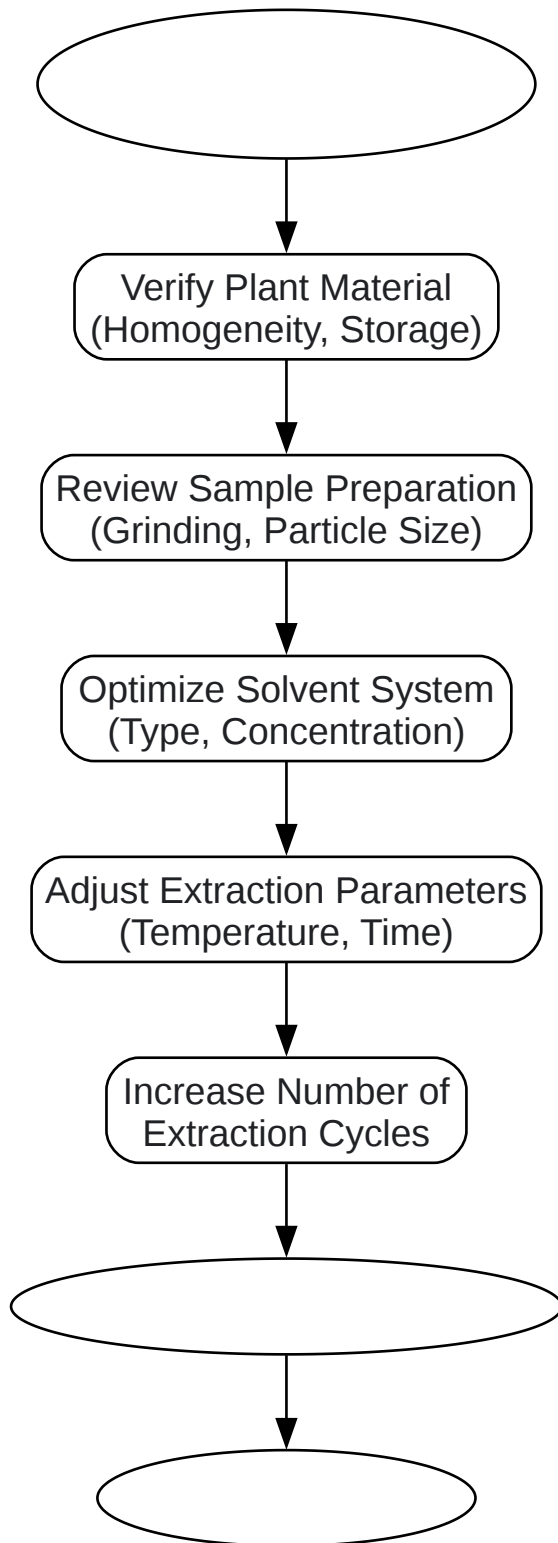 Verify Plant Material
(Homogeneity, Storage)
Review Sample Preparation
(Grinding, Particle Size)
Optimize Solvent System
(Type, Concentration)
Adjust Extraction Parameters
(Temperature, Time)
Increase Number of
Extraction Cycles